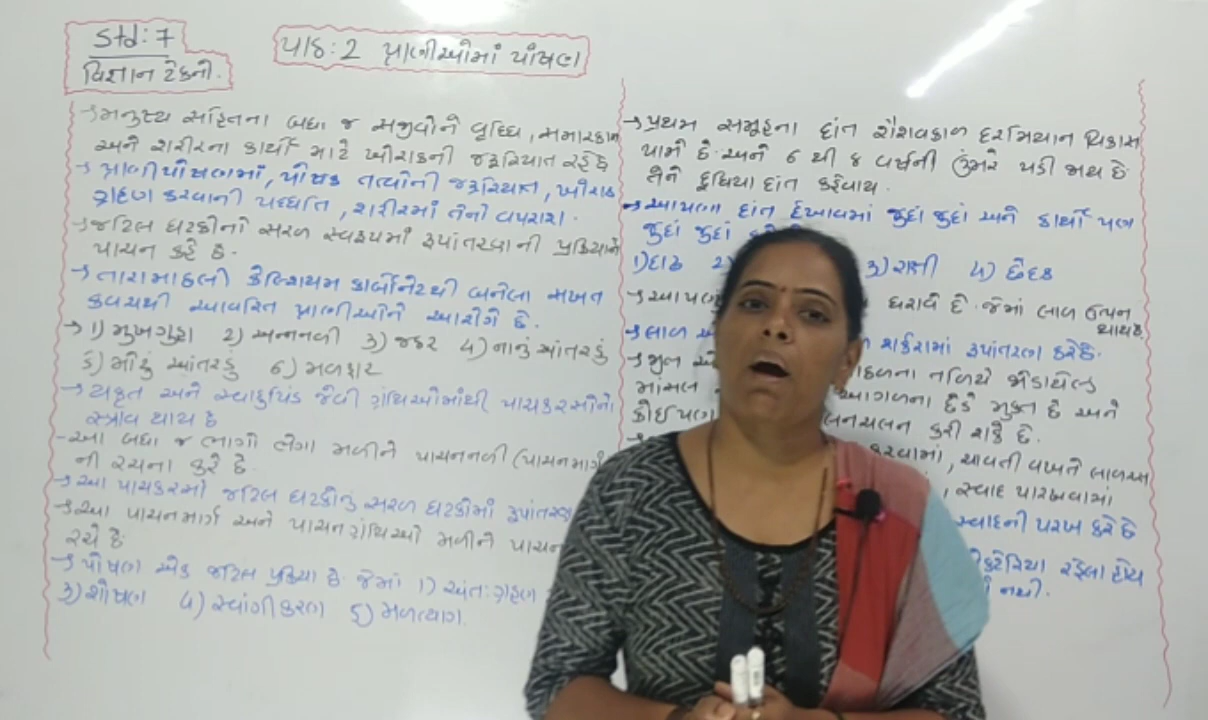 Std: 7
વિજ્ઞાન ટેકનો.
પાઠ: 2 પ્રાણીઓમાં પોષણ
→ મનુષ્ય સહિતના બધા જ સજીવોને વૃધ્ધિ, સમારકામ
અને શરીરના કાર્યો માટે ખોરાકની જરૂરિયાત રહે છે
→ પ્રાણીપોષણમાં, પોષક તત્વોની જરૂરિયાત, ખોરાક
ગ્રહણ કરવાની પધ્ધતિ, શરીરમાં તેનો વપરાશ.
→ જટિલ ઘટકોનો સરળ સ્વરૂપમાં રૂપાંતરણની પ્રક્રિયાને
પાચન કહે છે.
→ તારામાછલી કેલ્શિયમ કાર્બોનેટથી બનેલા સખત
કવચથી આવરિત પ્રાણીઓને આરોગે છે.
→ 1) મુખગુહા 2) અન્નનળી 3) જઠર 4) નાનું આંતરડું
5) મોટું આંતરડું 6) મળદ્વાર
→ યકૃત અને સ્વાદુપિંડ જેવી ગ્રંથિઓમાંથી પાચકરસોનો
સ્ત્રાવ થાય છે
- આ બધા જ ભાગો ભેગા મળીને પાચનનળી (પાચનમાર્ગ
ની રચના કરે છે.
→ આ પાચકરસો જટિલ ઘટકોનું સરળ ઘટકોમાં રૂપાંતરણ
→ આ પાચનમાર્ગ અને પાચનગ્રંથિઓ મળીને પાચન
રચે છે
→ પોષણ એક જટિલ પ્રક્રિયા છે જેમાં 1) અંતઃગ્રહણ
3) શોષણ 4) સ્વાંગીકરણ 5) મળત્યાગ.
→ પ્રથમ સમૂહના દાંત શૈશવકાળ દરમિયાન વિકાસ
પામે છે અને 6 થી 8 વર્ષની ઉંમરે પડી જાય છે
તેને દૂધિયા દાંત કહેવાય.
→ આપણા દાંત દેખાવમાં જુદાં જુદાં અને કાર્યો પણ
જુદાં જુદાં
1) દાઢ 2) 3) રાક્ષી 4) છેદક
→ આપણ ધરાવે છે. જેમાં લાળ ઉત્પન
થાય છે.
→ લાળ શર્કરામાં રૂપાંતરણ કરે છે.
→ જીભ તળિયે જોડાયેલ
માંસલ આગળના છેડે મુક્ત છે અને
કોઈપણ હલનચલન કરી શકે છે.
કરવામાં, ચાવતી વખતે લાળરસ
, સ્વાદ પારખવામાં
સ્વાદની પરખ કરે છે
બેક્ટેરિયા રહેલા હોય
નથી.